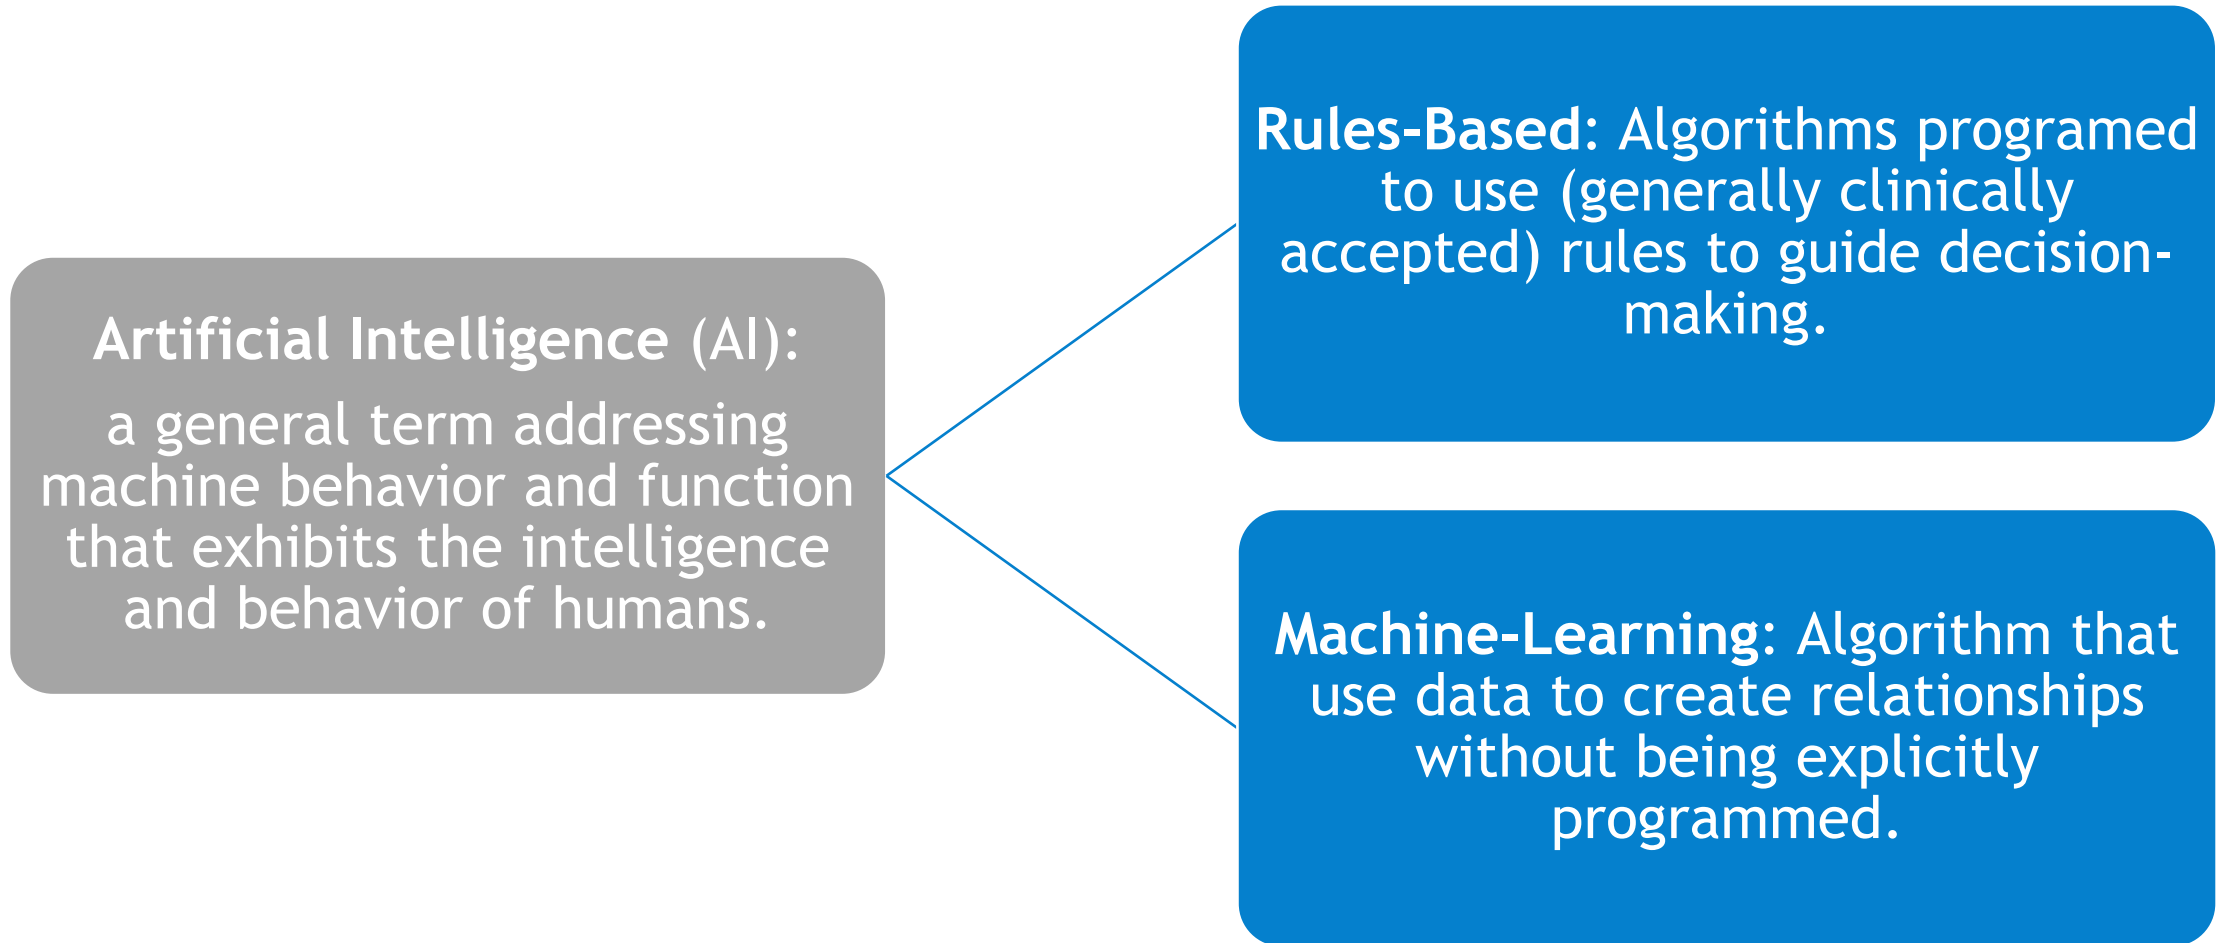 Artificial Intelligence (AI):
a general term addressing
machine behavior and function
that exhibits the intelligence
and behavior of humans.
Rules-Based: Algorithms programed
to use (generally clinically
accepted) rules to guide decision-
making.
Machine-Learning: Algorithm that
use data to create relationships
without being explicitly
programmed.